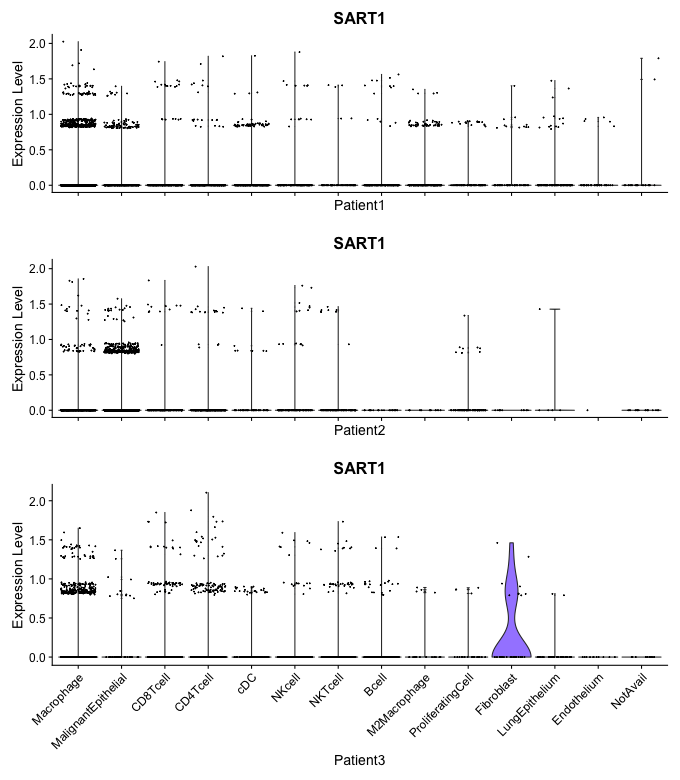 SART1
Expression Level
2.0
1.5
1.0
0.5
0.0
Patient1
SART1
Expression Level
2.0
1.5
1.0
0.5
0.0
Patient2
SART1
Expression Level
2.0
1.5
1.0
0.5
0.0
Macrophage
MalignantEpithelial
CD8Tcell
CD4Tcell
cDC
NKcell
NKTcell
Bcell
M2Macrophage
ProliferatingCell
Fibroblast
LungEpithelium
Endothelium
NotAvail
Patient3